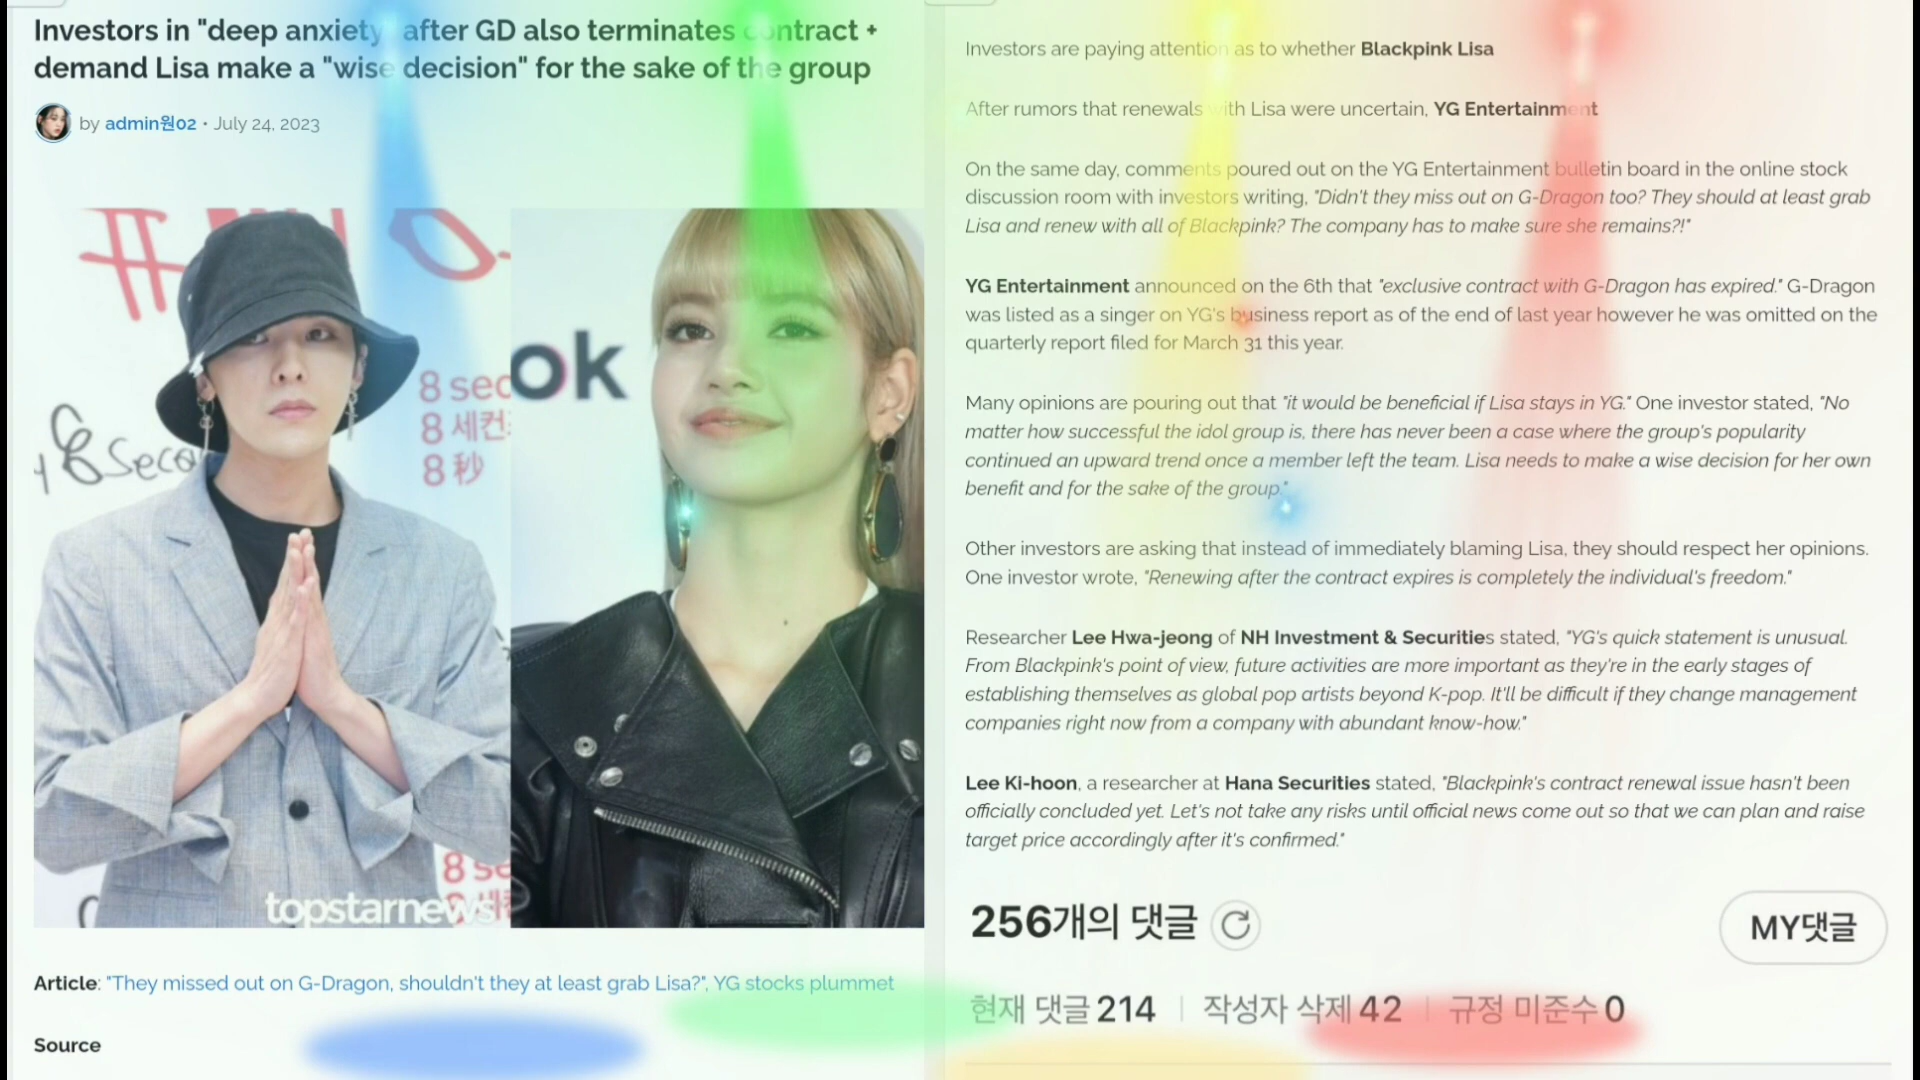 Investors in "deep anxiety" after GD also terminates contract +
demand Lisa make a "wise decision" for the sake of the group
by admin원02 • July 24, 2023
8 sec
8 세컨
8 秒
8 seco
ok
8 se
topstarnews
Article: "They missed out on G-Dragon, shouldn't they at least grab Lisa?", YG stocks plummet
Source
Investors are paying attention as to whether Blackpink Lisa
After rumors that renewals with Lisa were uncertain, YG Entertainment
On the same day, comments poured out on the YG Entertainment bulletin board in the online stock
discussion room with investors writing, "Didn't they miss out on G-Dragon too? They should at least grab
Lisa and renew with all of Blackpink? The company has to make sure she remains?!"
YG Entertainment announced on the 6th that "exclusive contract with G-Dragon has expired." G-Dragon
was listed as a singer on YG's business report as of the end of last year however he was omitted on the
quarterly report filed for March 31 this year.
Many opinions are pouring out that "it would be beneficial if Lisa stays in YG." One investor stated, "No
matter how successful the idol group is, there has never been a case where the group's popularity
continued an upward trend once a member left the team. Lisa needs to make a wise decision for her own
benefit and for the sake of the group."
Other investors are asking that instead of immediately blaming Lisa, they should respect her opinions.
One investor wrote, "Renewing after the contract expires is completely the individual's freedom."
Researcher Lee Hwa-jeong of NH Investment & Securities stated, "YG's quick statement is unusual.
From Blackpink's point of view, future activities are more important as they're in the early stages of
establishing themselves as global pop artists beyond K-pop. It'll be difficult if they change management
companies right now from a company with abundant know-how."
Lee Ki-hoon, a researcher at Hana Securities stated, "Blackpink's contract renewal issue hasn't been
officially concluded yet. Let's not take any risks until official news come out so that we can plan and raise
target price accordingly after it's confirmed."
256개의 댓글
MY댓글
현재 댓글 214 | 작성자 삭제 42 | 규정 미준수 0